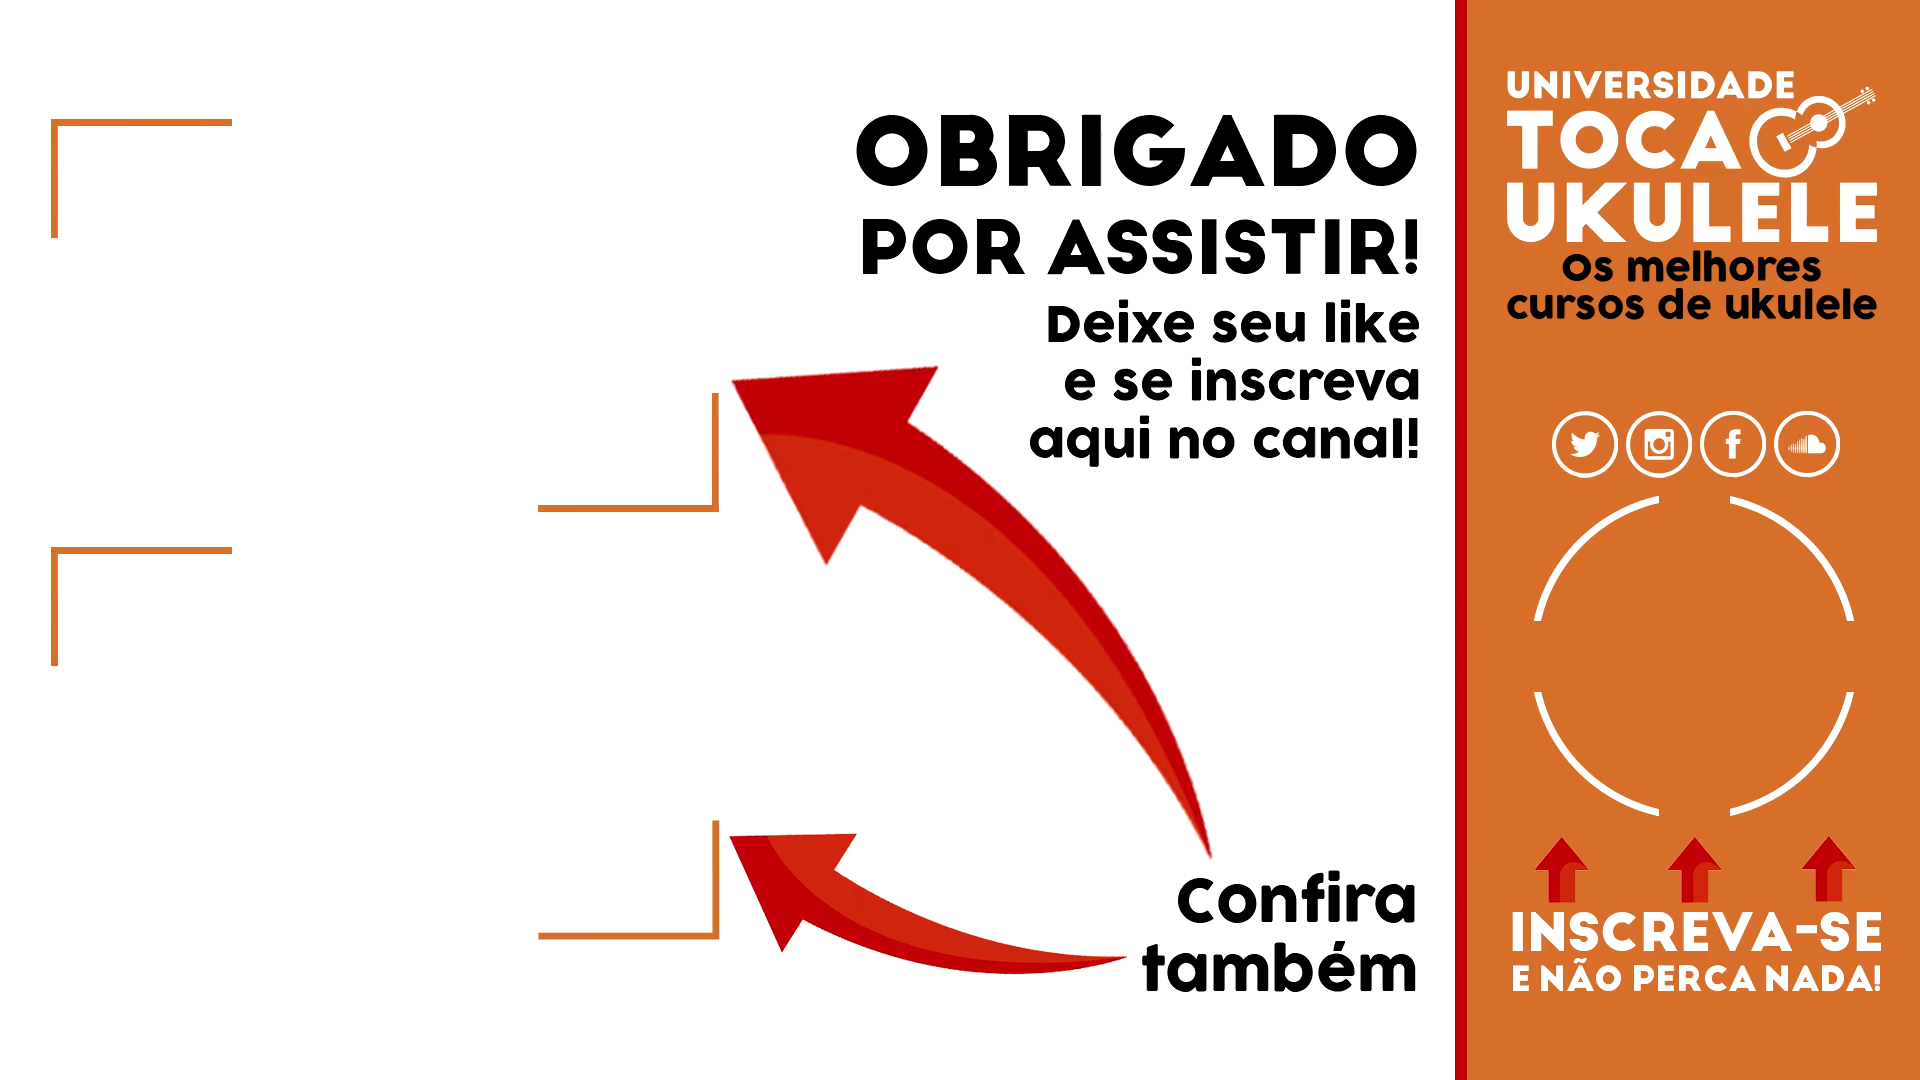 OBRIGADO
POR ASSISTIR!
Deixe seu like
e se inscreva
aqui no canal!
Confira
também
UNIVERSIDADE
TOCA
UKULELE
Os melhores
cursos de ukulele
INSCREVA-SE
E NÃO PERCA NADA!